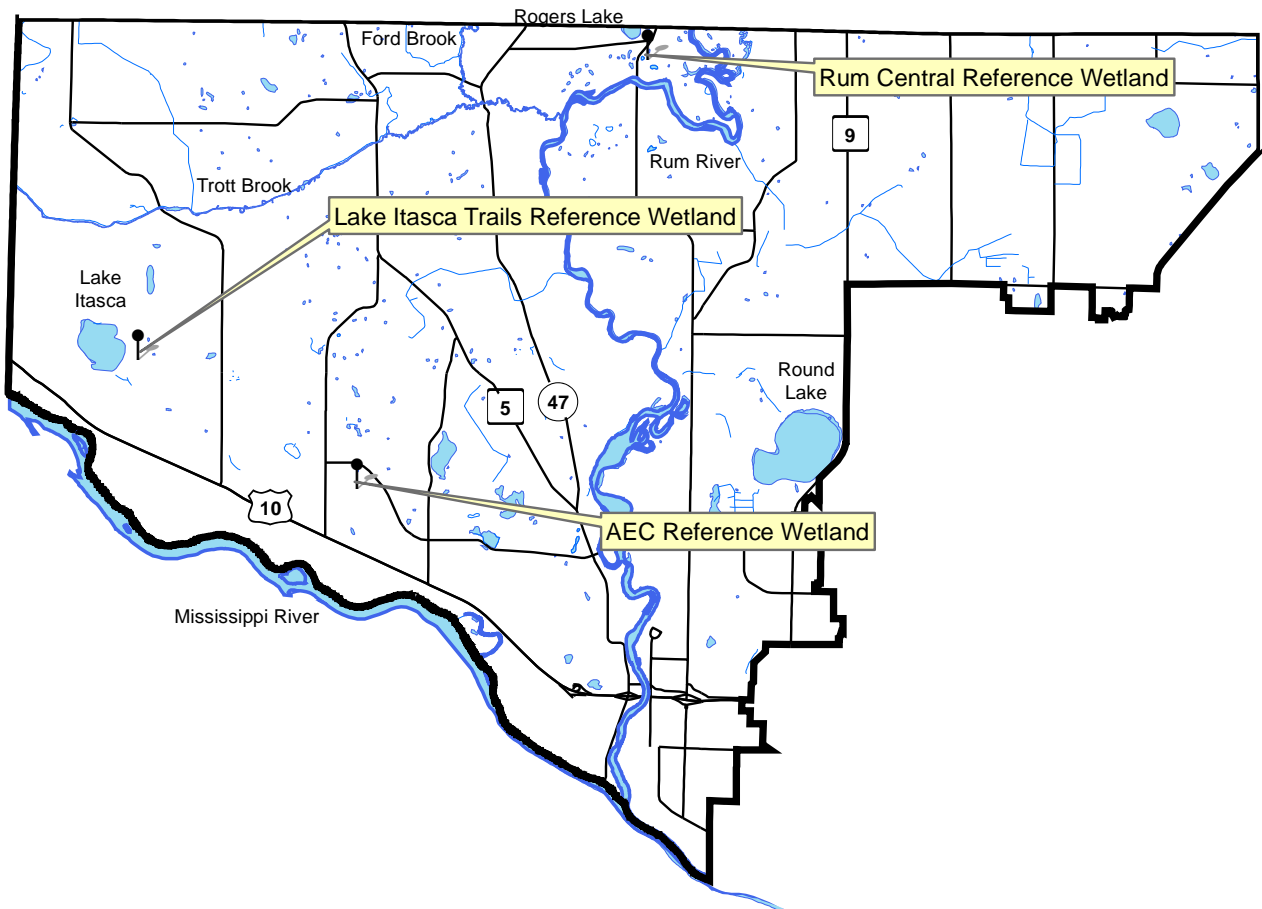 Rogers Lake
Ford Brook
Rum Central Reference Wetland
9
Rum River
Trott Brook
Lake Itasca Trails Reference Wetland
Lake
Itasca
Round
Lake
5
47
10
AEC Reference Wetland
Mississippi River